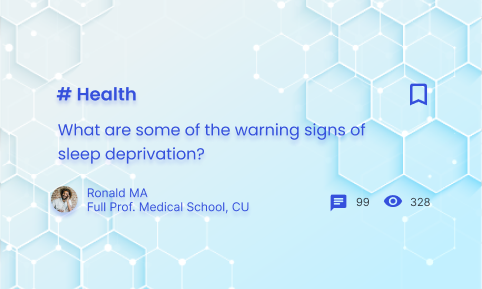 # Health
What are some of the warning signs of
sleep deprivation?
Ronald MA
Full Prof. Medical School, CU
99 328